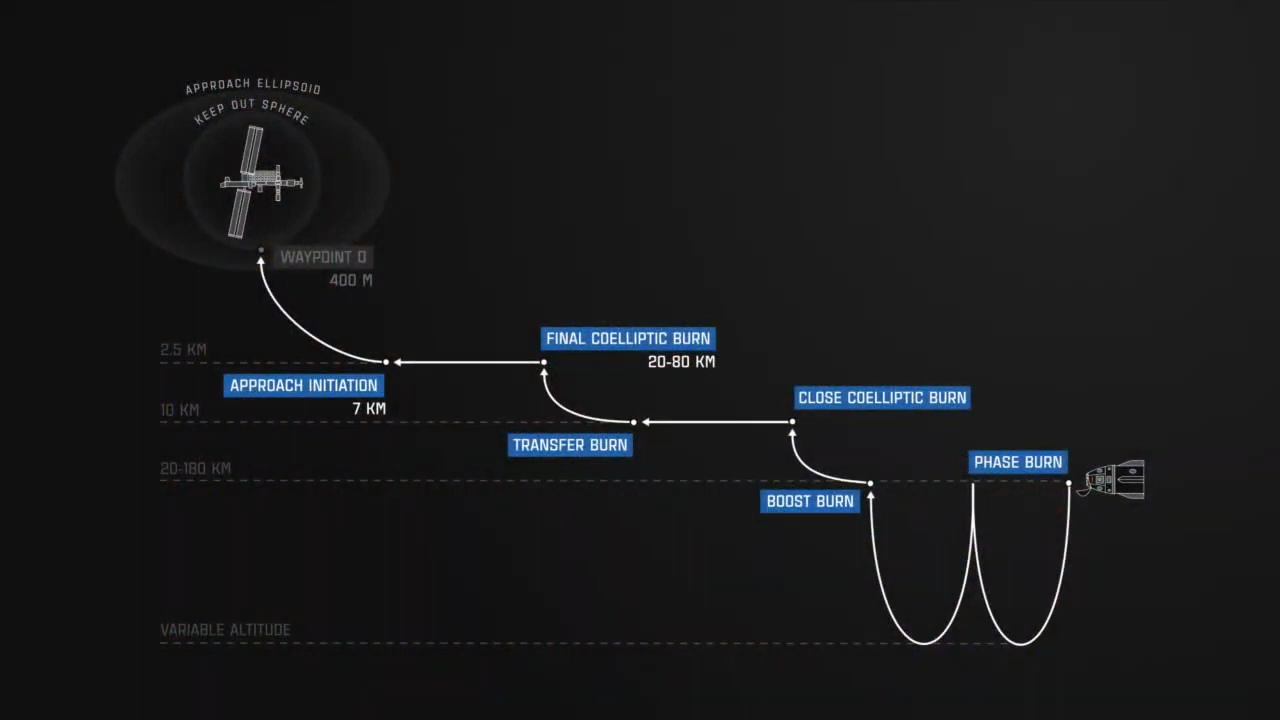 APPROACH ELLIPSOID
KEEP OUT SPHERE
WAYPOINT 0
400 M
FINAL COELLIPTIC BURN
2.5 KM
20-80 KM
APPROACH INITIATION
CLOSE COELLIPTIC BURN
10 KM
7 KM
TRANSFER BURN
PHASE BURN
20-180 KM
BOOST BURN
VARIABLE ALTITUDE